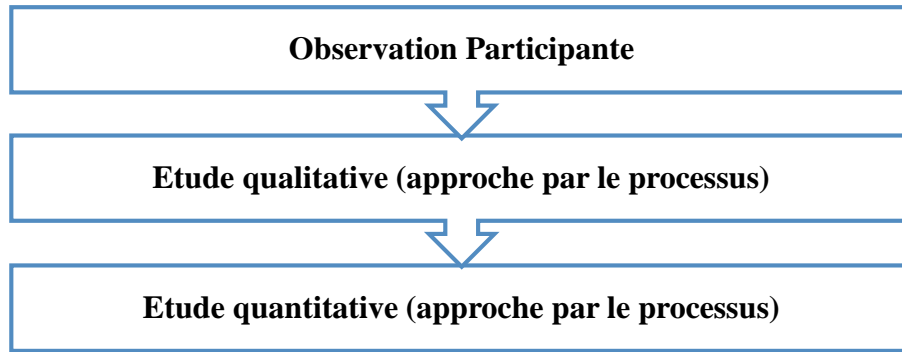 Observation Participante
Etude qualitative (approche par le processus)
Etude quantitative (approche par le processus)